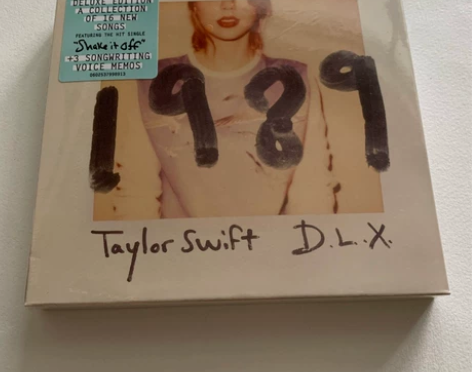 DELUXE EDITION
A COLLECTION
OF 16 NEW
SONGS
FEATURING THE HIT SINGLE
"Shake it Off"
+3 SONGWRITING
VOICE MEMOS
1989
Taylor Swift D.L.X.